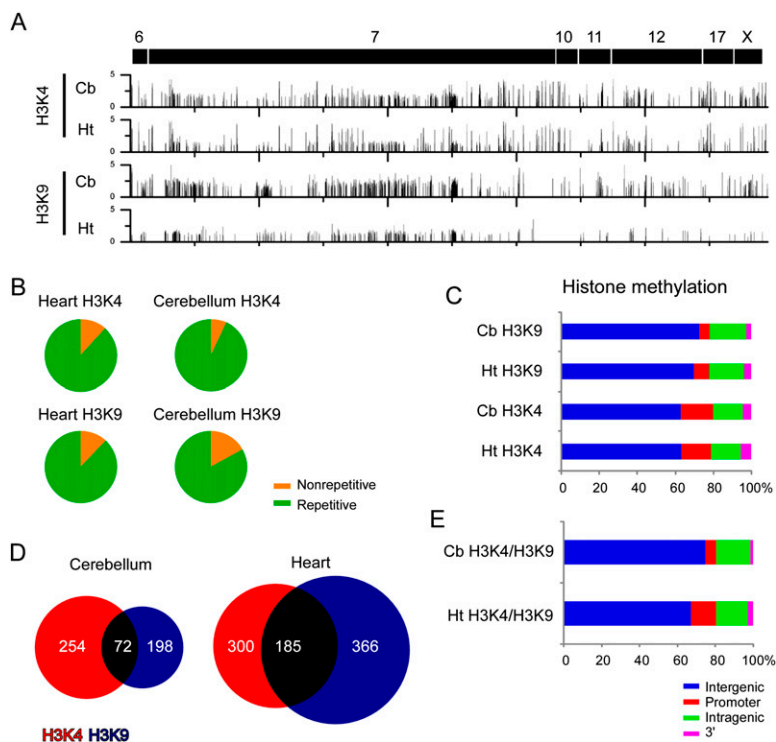 A
6 7 10 11 12 17 X
H3K4
Cb
5
0
Ht
5
0
H3K9
Cb
5
0
Ht
5
0
B
Heart H3K4 Cerebellum H3K4
Heart H3K9 Cerebellum H3K9
Nonrepetitive
Repetitive
C
Histone methylation
Cb H3K9
Ht H3K9
Cb H3K4
Ht H3K4
0 20 40 60 80 100%
D
Cerebellum Heart
254 72 198 300 185 366
H3K4 H3K9
E
Cb H3K4/H3K9
Ht H3K4/H3K9
0 20 40 60 80 100%
Intergenic
Promoter
Intragenic
3'